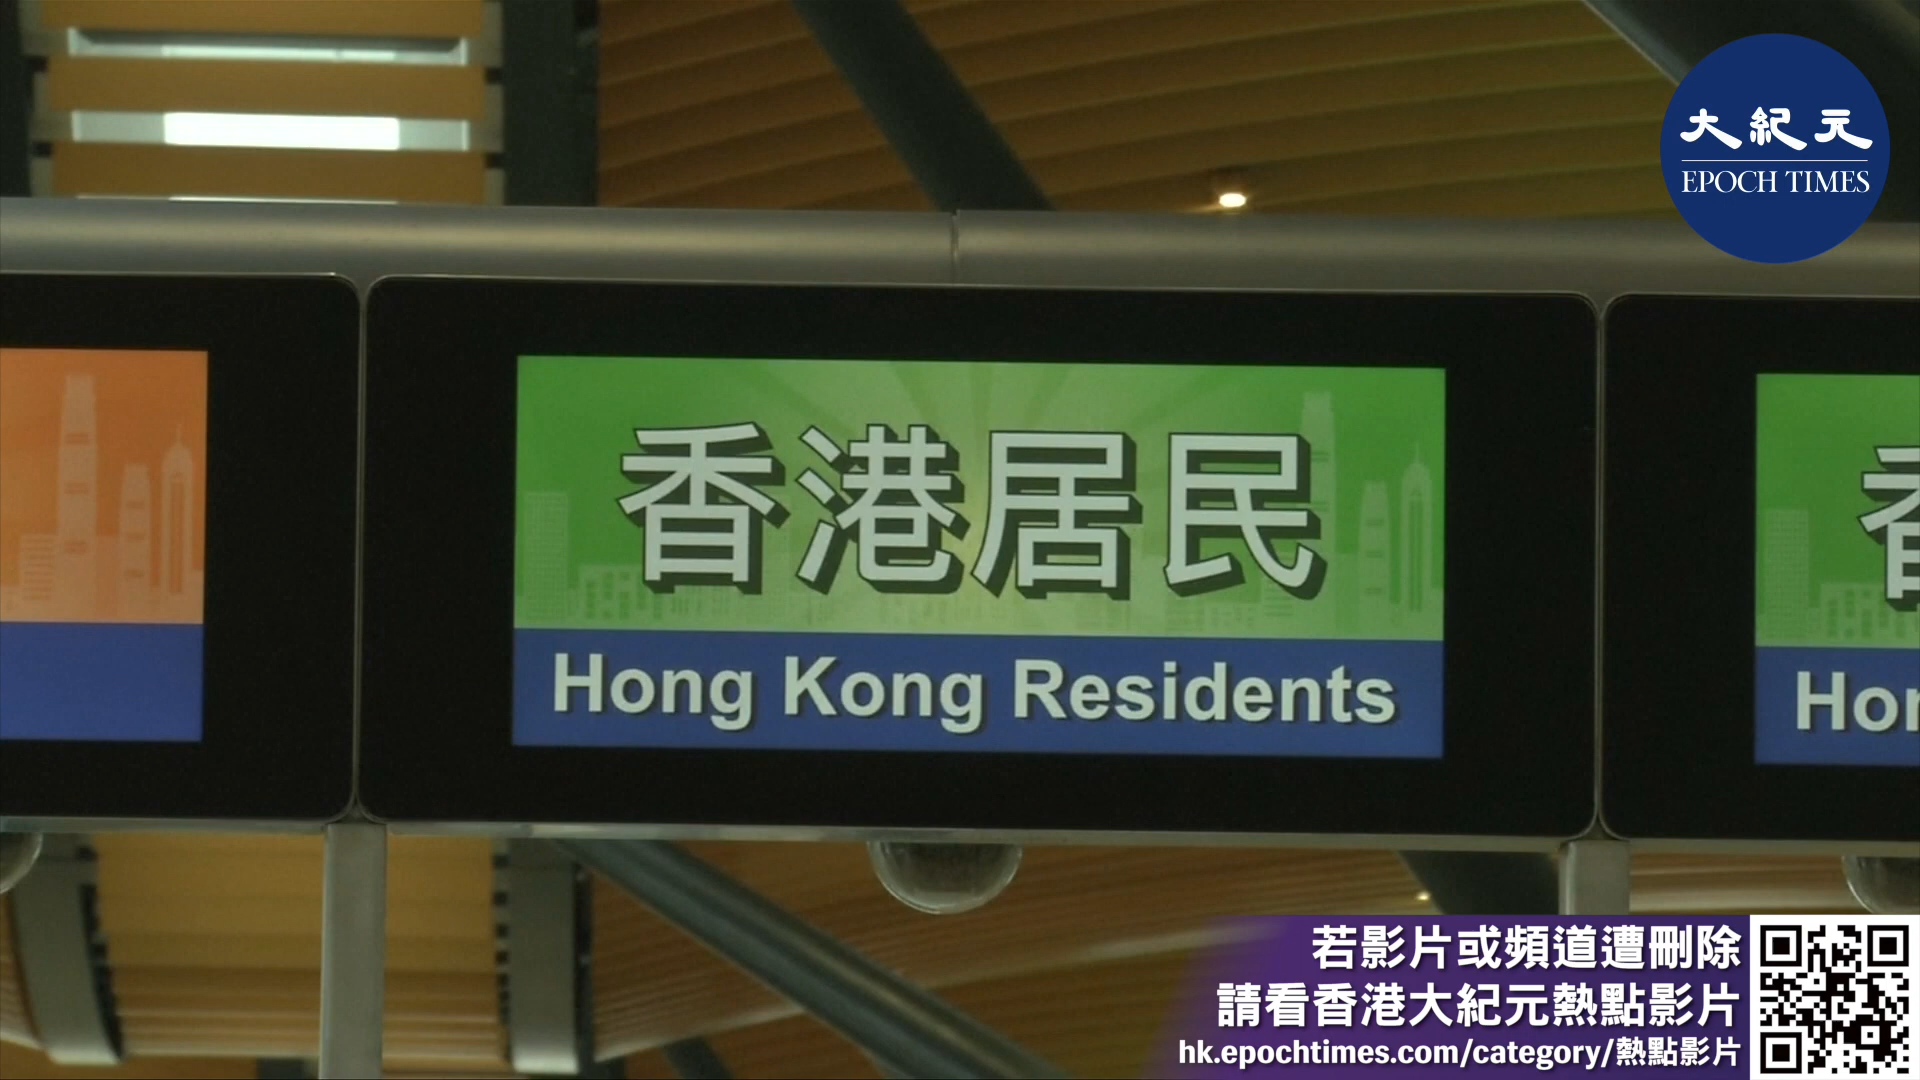 大紀元
EPOCH TIMES
香港居民
Hong Kong Residents
若影片或頻道遭刪除
請看香港大紀元熱點影片
hk.epochtimes.com/category/熱點影片